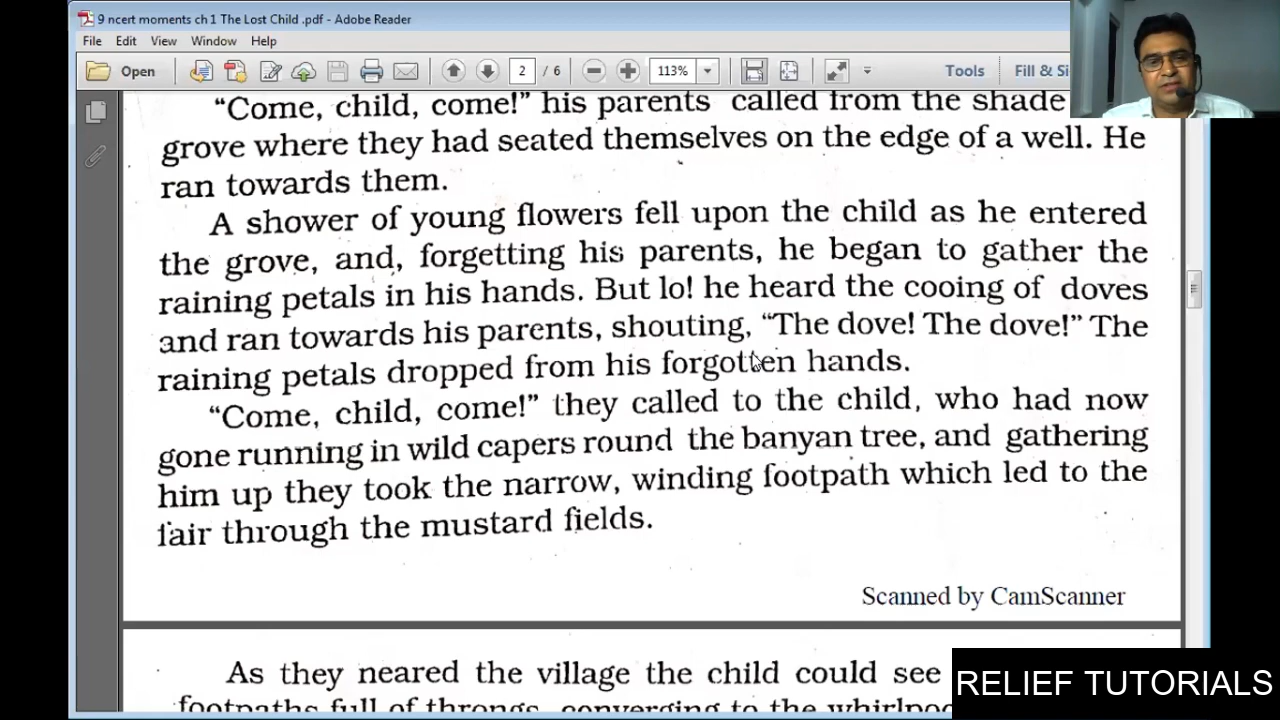 9 ncert moments ch 1 The Lost Child .pdf - Adobe Reader
File Edit View Window Help
Open 2 / 6 113% Tools Fill & Si
“Come, child, come!” his parents called from the shade
grove where they had seated themselves on the edge of a well. He
ran towards them.
A shower of young flowers fell upon the child as he entered
the grove, and, forgetting his parents, he began to gather the
raining petals in his hands. But lo! he heard the cooing of doves
and ran towards his parents, shouting, “The dove! The dove!” The
raining petals dropped from his forgotten hands.
“Come, child, come!” they called to the child, who had now
gone running in wild capers round the banyan tree, and gathering
him up they took the narrow, winding footpath which led to the
fair through the mustard fields.
Scanned by CamScanner
As they neared the village the child could see
footpaths full of throngs, converging to the whirlpoo
RELIEF TUTORIALS